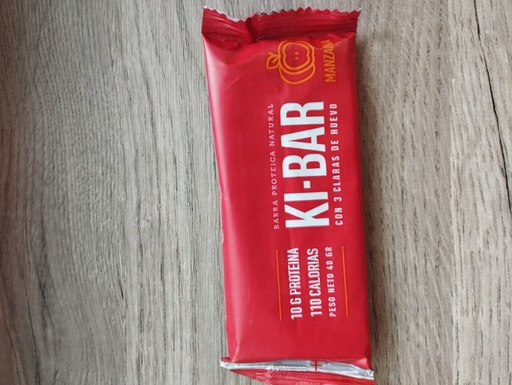 MANZANA
BARRA PROTEICA NATURAL
KI·BAR
CON 3 CLARAS DE HUEVO
10 G PROTEINA
110 CALORIAS
PESO NETO 40 GR